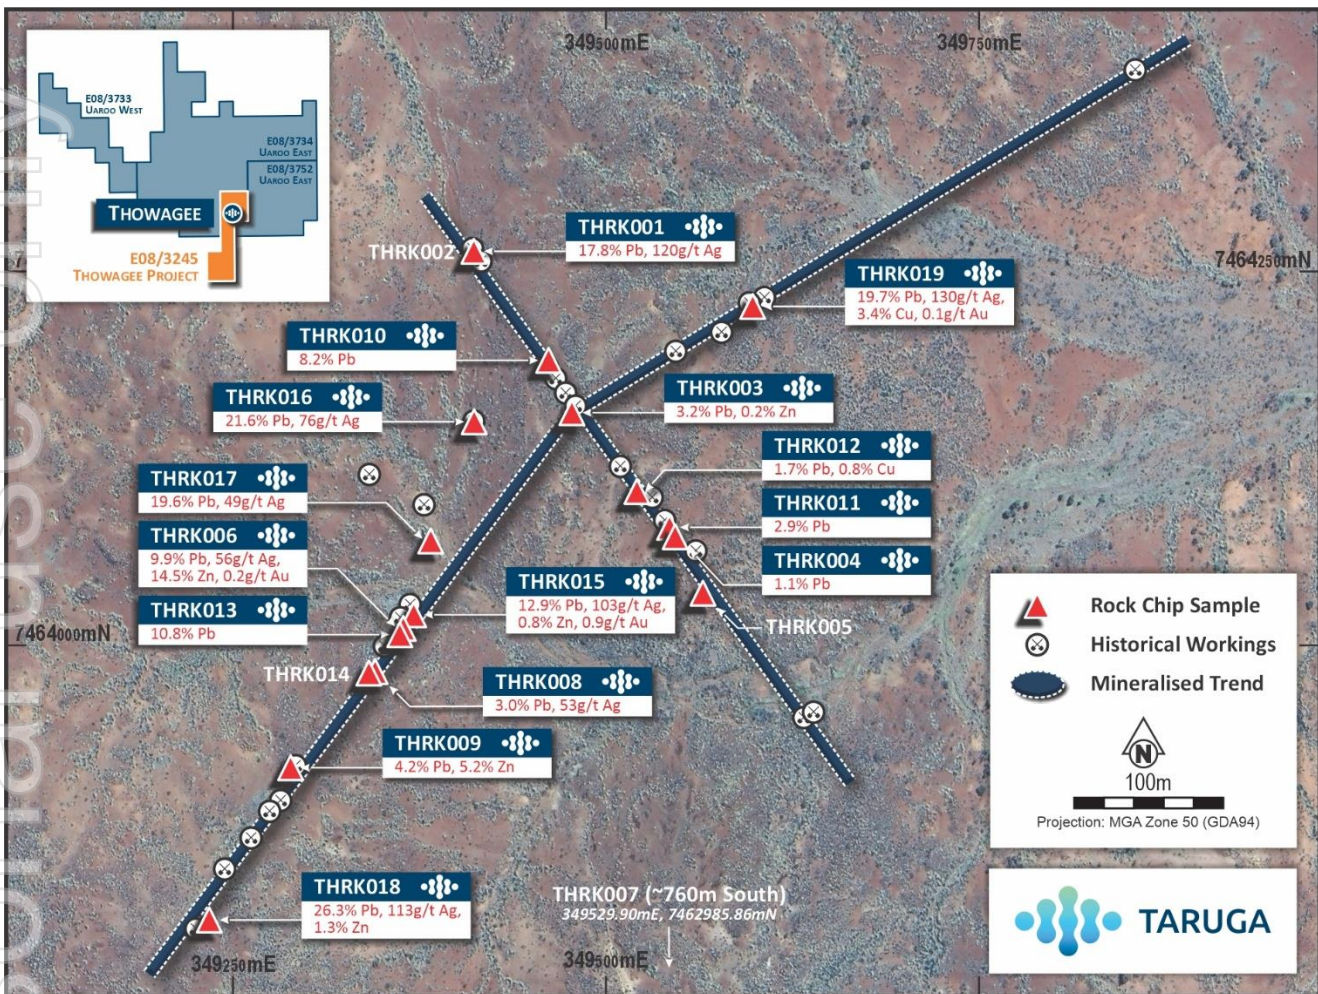 349500mE
349750mE
E08/3733
UAROO WEST
E08/3734
UAROO EAST
E08/3752
UAROO EAST
THOWAGEE
E08/3245
THOWAGEE PROJECT
THRK002
THRK001
17.8% Pb, 120g/t Ag
7464250mN
THRK019
19.7% Pb, 130g/t Ag,
3.4% Cu, 0.1g/t Au
THRK010
8.2% Pb
THRK016
21.6% Pb, 76g/t Ag
THRK003
3.2% Pb, 0.2% Zn
THRK012
1.7% Pb, 0.8% Cu
THRK017
19.6% Pb, 49g/t Ag
THRK011
2.9% Pb
THRK006
9.9% Pb, 56g/t Ag,
14.5% Zn, 0.2g/t Au
THRK004
1.1% Pb
THRK015
12.9% Pb, 103g/t Ag,
0.8% Zn, 0.9g/t Au
THRK013
10.8% Pb
THRK005
7464000mN
THRK014
THRK008
3.0% Pb, 53g/t Ag
THRK009
4.2% Pb, 5.2% Zn
THRK018
26.3% Pb, 113g/t Ag,
1.3% Zn
THRK007 (~760m South)
349529.90mE, 7462985.86mN
349250mE
349500mE
Rock Chip Sample
Historical Workings
Mineralised Trend
N
100m
Projection: MGA Zone 50 (GDA94)
TARUGA